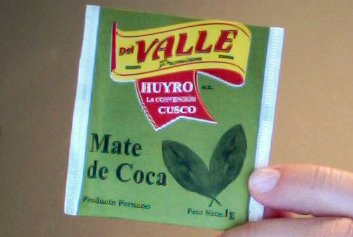 Del VALLE
Premium
HUYRO M.R.
LA CONVENCIÓN
CUSCO
Mate
de Coca
Producto Peruano
Peso Neto: 1g